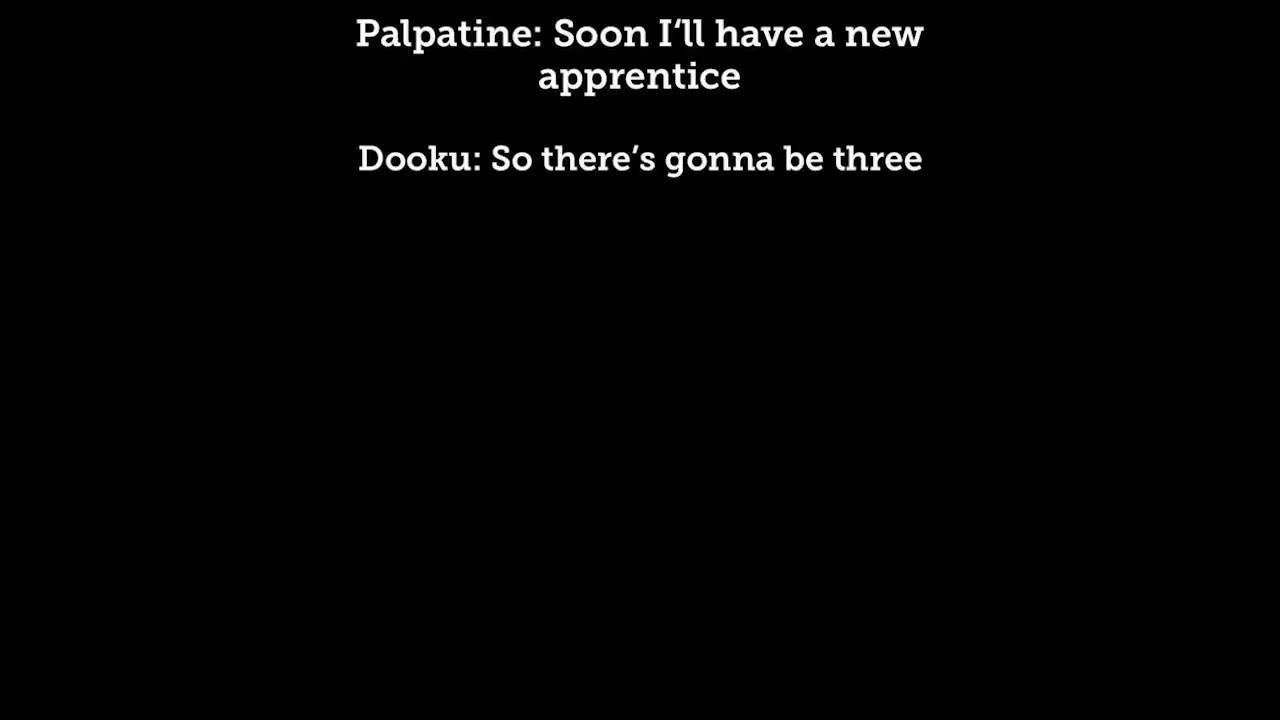 Palpatine: Soon I‘ll have a new
apprentice
Dooku: So there’s gonna be three